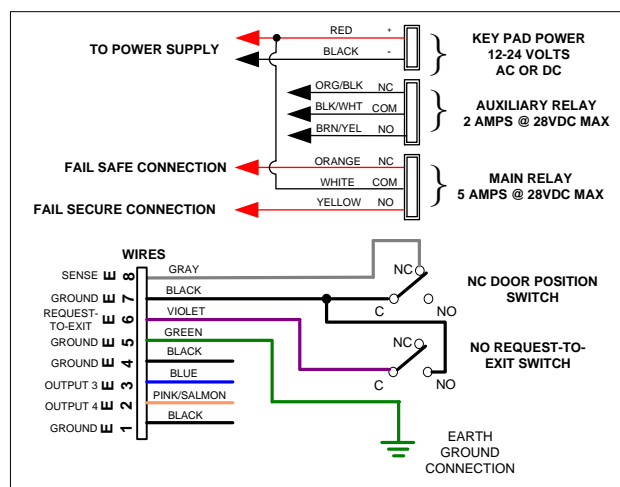 RED +
TO POWER SUPPLY
BLACK -
KEY PAD POWER
12-24 VOLTS
AC OR DC
ORG/BLK NC
BLK/WHT COM
BRN/YEL NO
AUXILIARY RELAY
2 AMPS @ 28VDC MAX
FAIL SAFE CONNECTION
ORANGE NC
WHITE COM
FAIL SECURE CONNECTION
YELLOW NO
MAIN RELAY
5 AMPS @ 28VDC MAX
WIRES
SENSE E 8 GRAY
GROUND E 7 BLACK
REQUEST-
TO-EXIT E 6 VIOLET
GROUND E 5 GREEN
GROUND E 4 BLACK
OUTPUT 3 E 3 BLUE
OUTPUT 4 E 2 PINK/SALMON
GROUND E 1 BLACK
NC
C NO
NC DOOR POSITION
SWITCH
NC
C NO
NO REQUEST-TO-
EXIT SWITCH
EARTH
GROUND
CONNECTION